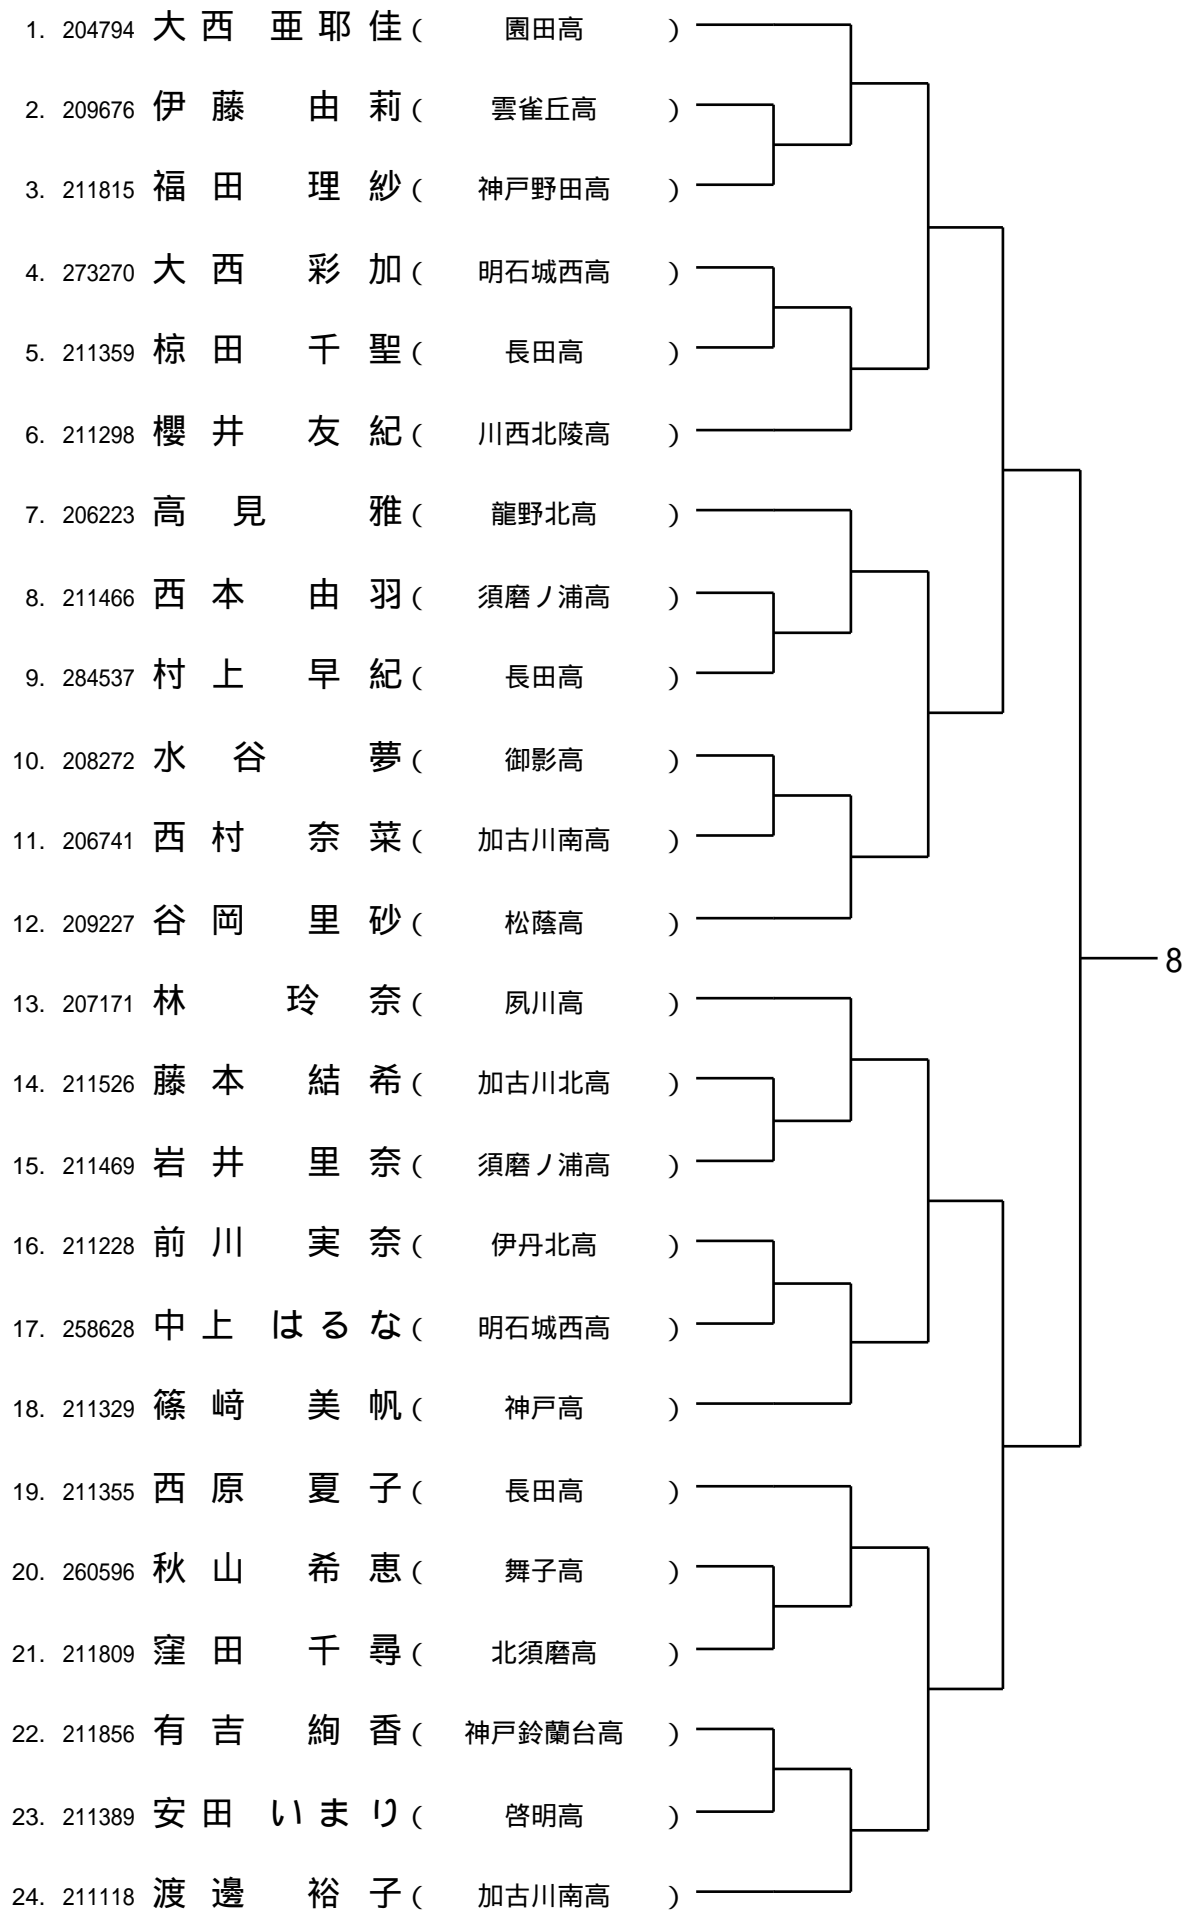 1. 204794 大西 亜耶佳( 園田高 )
2. 209676 伊藤 由莉( 雲雀丘高 )
3. 211815 福田 理紗( 神戸野田高 )
4. 273270 大西 彩加( 明石城西高 )
5. 211359 椋田 千聖( 長田高 )
6. 211298 櫻井 友紀( 川西北陵高 )
7. 206223 高見 雅( 龍野北高 )
8. 211466 西本 由羽( 須磨ノ浦高 )
9. 284537 村上 早紀( 長田高 )
10. 208272 水谷 夢( 御影高 )
11. 206741 西村 奈菜( 加古川南高 )
12. 209227 谷岡 里砂( 松蔭高 )
8
13. 207171 林 玲奈( 夙川高 )
14. 211526 藤本 結希( 加古川北高 )
15. 211469 岩井 里奈( 須磨ノ浦高 )
16. 211228 前川 実奈( 伊丹北高 )
17. 258628 中上 はるな( 明石城西高 )
18. 211329 篠﨑 美帆( 神戸高 )
19. 211355 西原 夏子( 長田高 )
20. 260596 秋山 希恵( 舞子高 )
21. 211809 窪田 千尋( 北須磨高 )
22. 211856 有吉 絢香( 神戸鈴蘭台高 )
23. 211389 安田 いまり( 啓明高 )
24. 211118 渡邊 裕子( 加古川南高 )